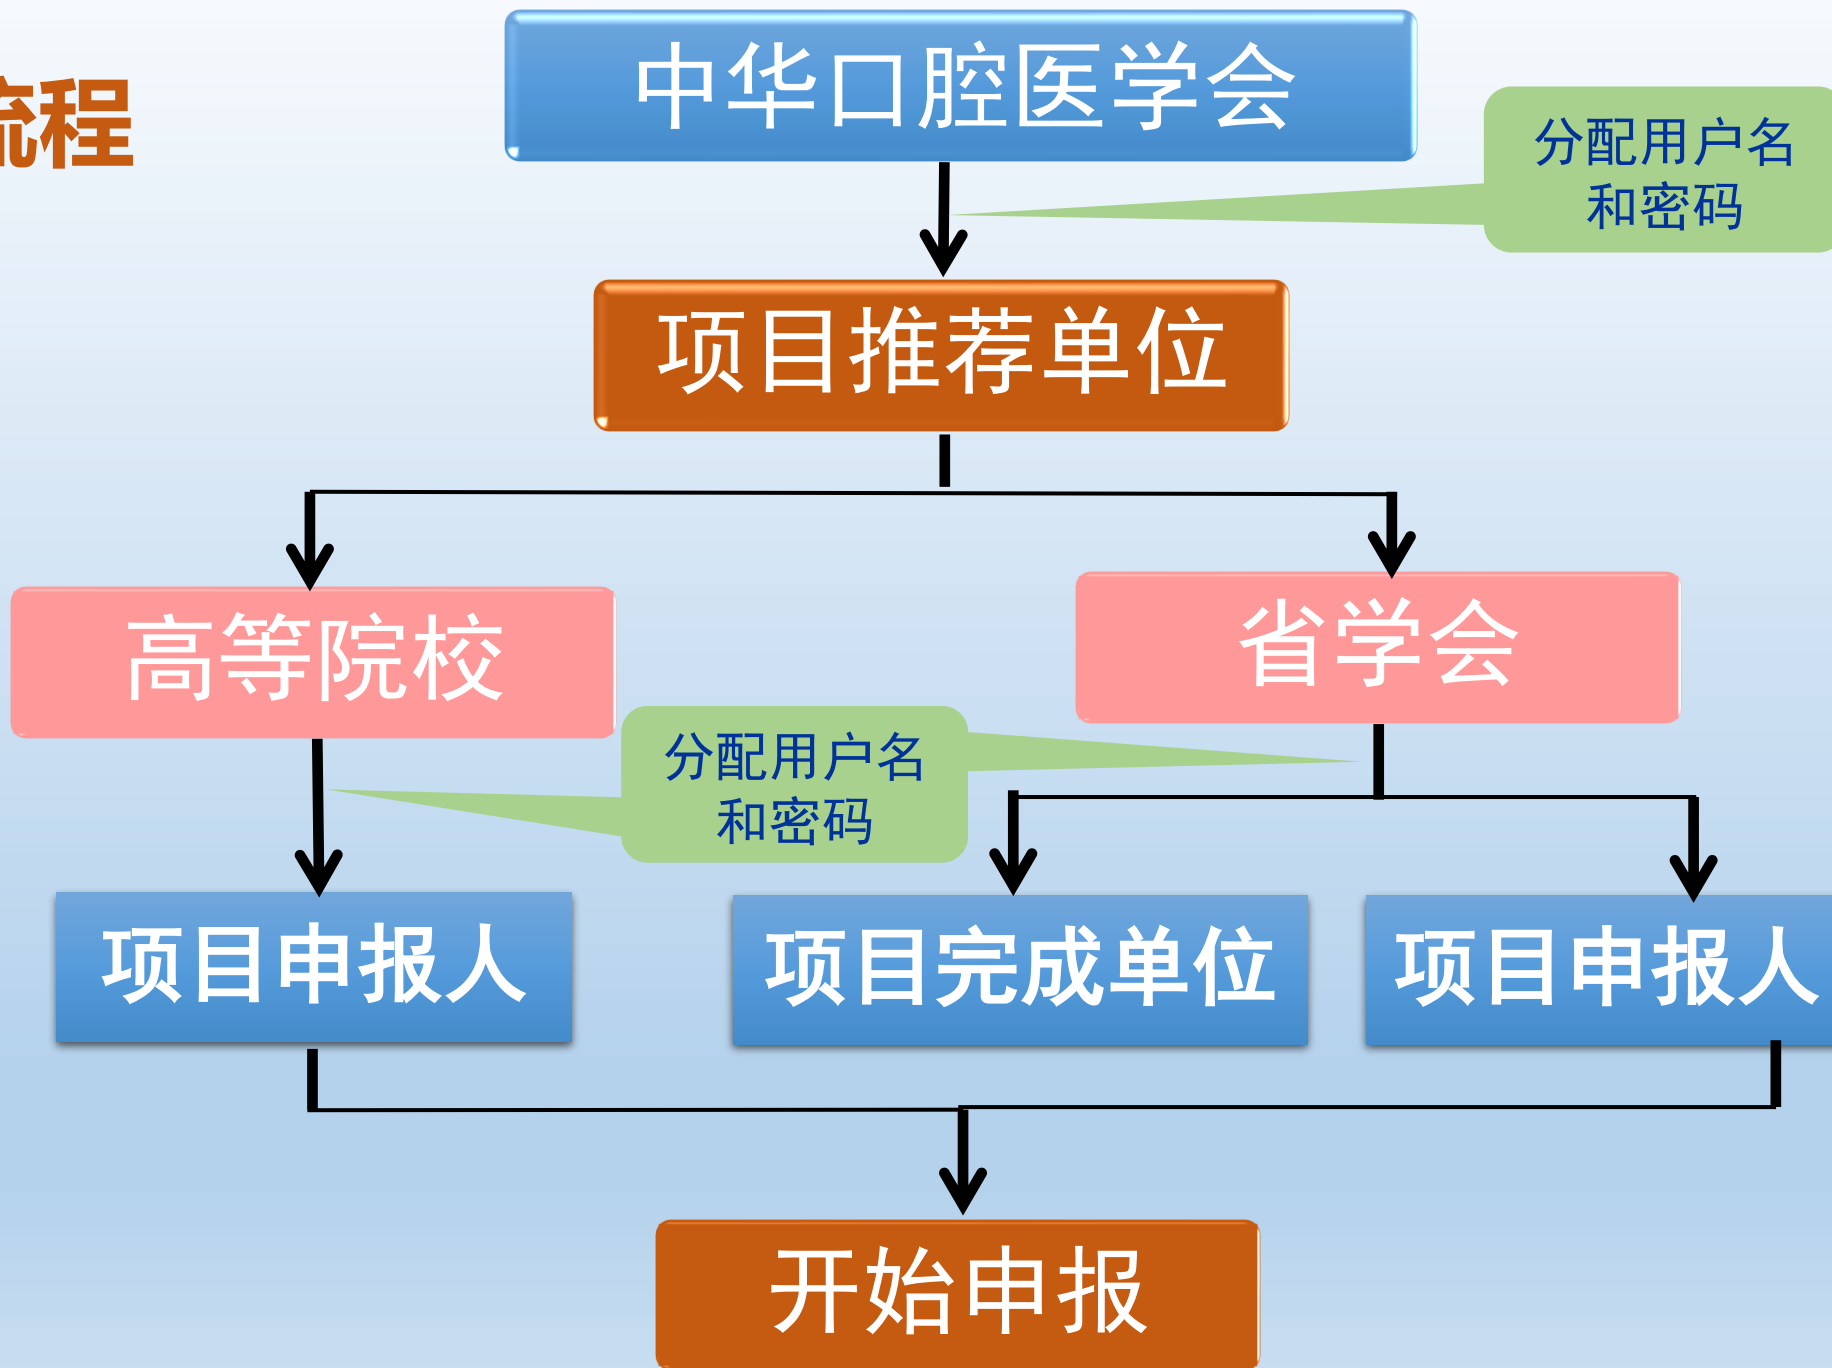 流程
中华口腔医学会
分配用户名
和密码
项目推荐单位
高等院校
省学会
分配用户名
和密码
项目申报人
项目完成单位
项目申报人
开始申报